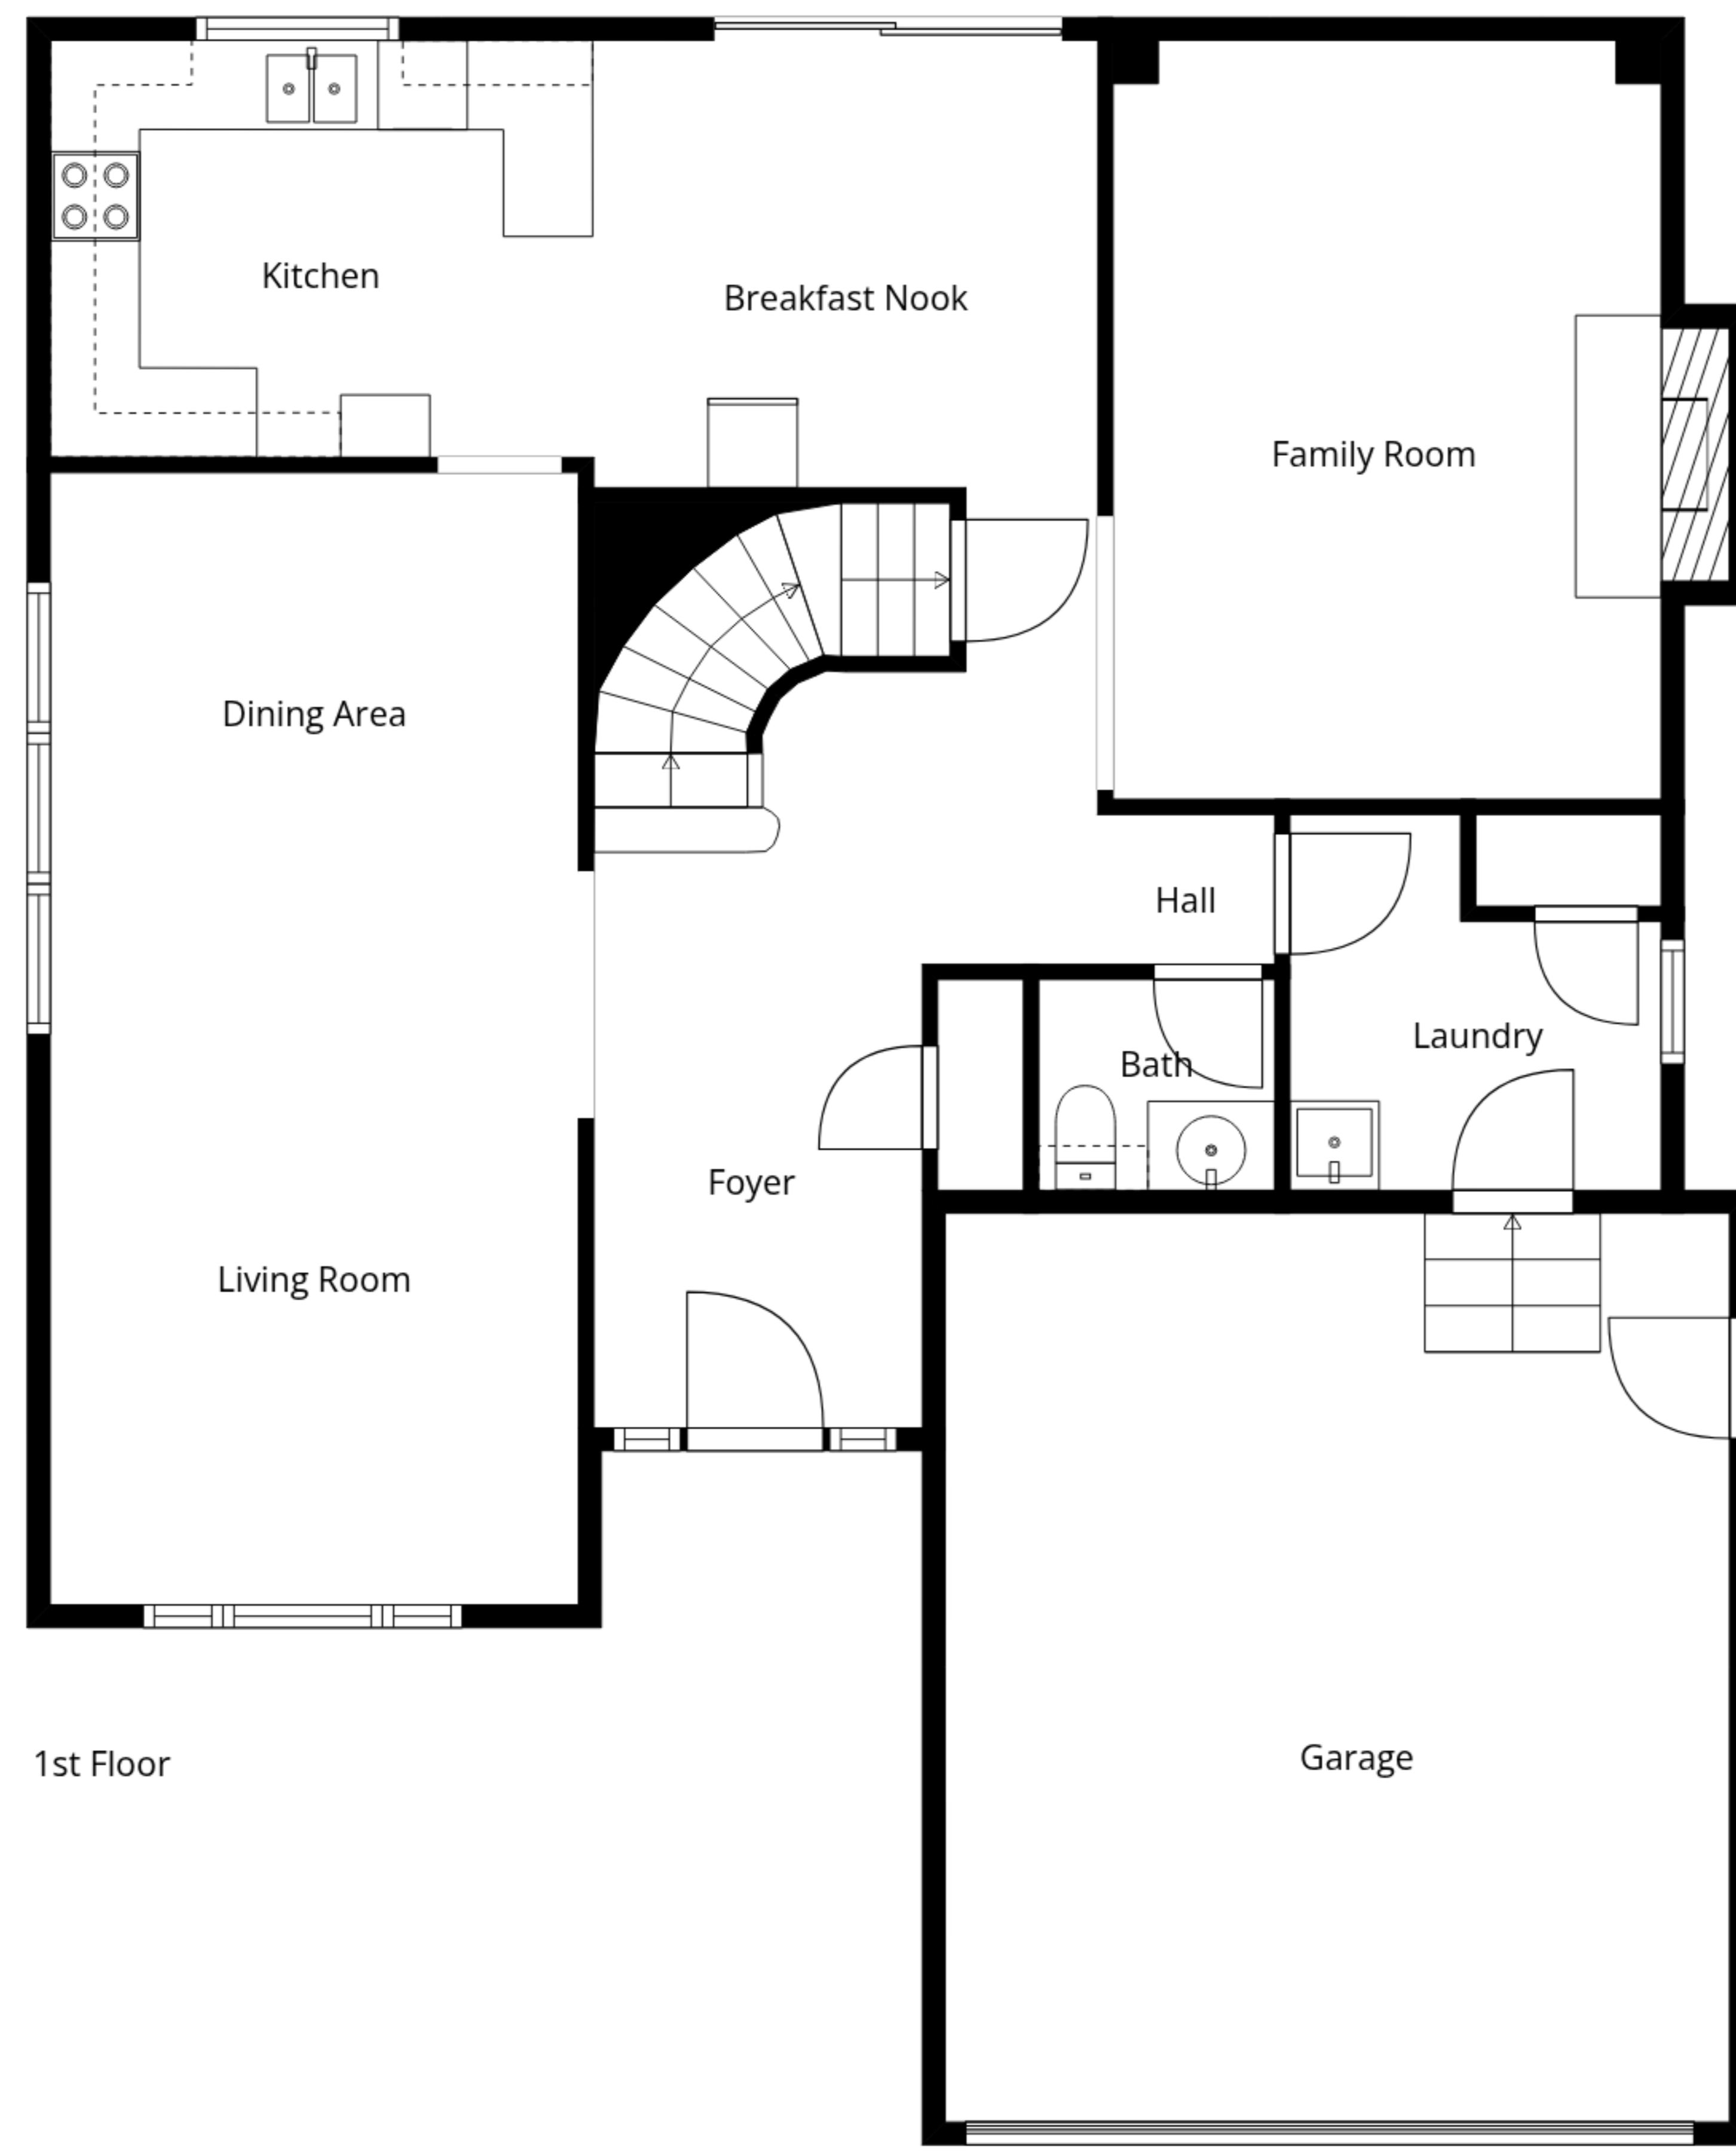 Kitchen
Breakfast Nook
Family Room
Dining Area
Hall
Laundry
Bath
Foyer
Living Room
Garage
1st Floor